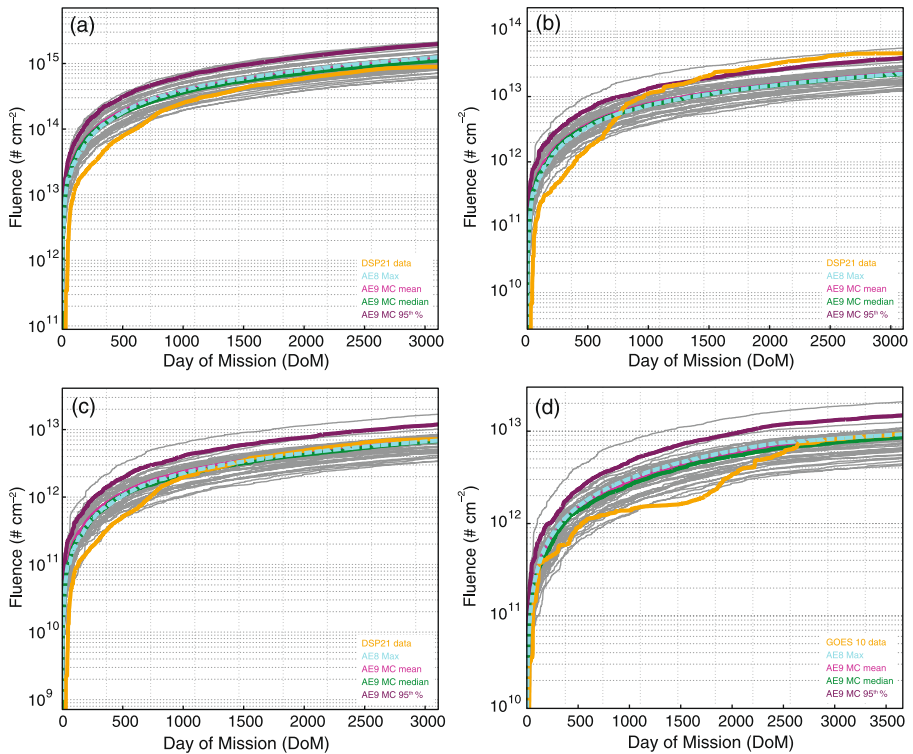 (a)
10¹⁵
10¹⁴
10¹³
10¹²
10¹¹
Fluence (# cm⁻²)
DSP21 data
AE8 Max
AE9 MC mean
AE9 MC median
AE9 MC 95ᵗʰ %
0 500 1000 1500 2000 2500 3000
Day of Mission (DoM)
(b)
10¹⁴
10¹³
10¹²
10¹¹
10¹⁰
Fluence (# cm⁻²)
DSP21 data
AE8 Max
AE9 MC mean
AE9 MC median
AE9 MC 95ᵗʰ %
0 500 1000 1500 2000 2500 3000
Day of Mission (DoM)
(c)
10¹³
10¹²
10¹¹
10¹⁰
10⁹
Fluence (# cm⁻²)
DSP21 data
AE8 Max
AE9 MC mean
AE9 MC median
AE9 MC 95ᵗʰ %
0 500 1000 1500 2000 2500 3000
Day of Mission (DoM)
(d)
10¹³
10¹²
10¹¹
10¹⁰
Fluence (# cm⁻²)
GOES 10 data
AE8 Max
AE9 MC mean
AE9 MC median
AE9 MC 95ᵗʰ %
0 500 1000 1500 2000 2500 3000 3500
Day of Mission (DoM)